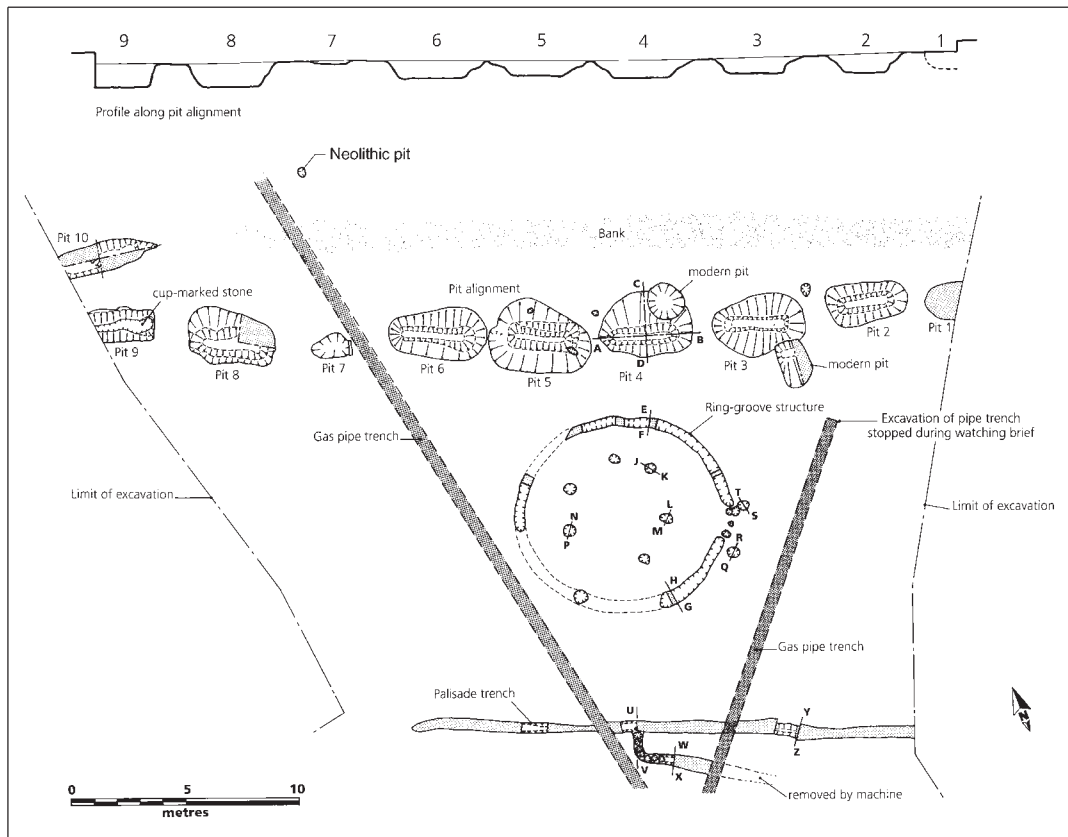 9 8 7 6 5 4 3 2 1
Profile along pit alignment
Neolithic pit
Bank
Pit 10
cup-marked stone
Pit alignment
C
modern pit
A
B
D
Pit 9
Pit 8
Pit 7
Pit 6
Pit 5
Pit 4
Pit 3
Pit 2
Pit 1
modern pit
E
F
Ring-groove structure
Excavation of pipe trench
stopped during watching brief
Gas pipe trench
J
K
Limit of excavation
L
M
N
P
T
S
R
Q
Limit of excavation
H
G
Gas pipe trench
Palisade trench
U
V
W
X
Y
Z
N
removed by machine
0 5 10
metres